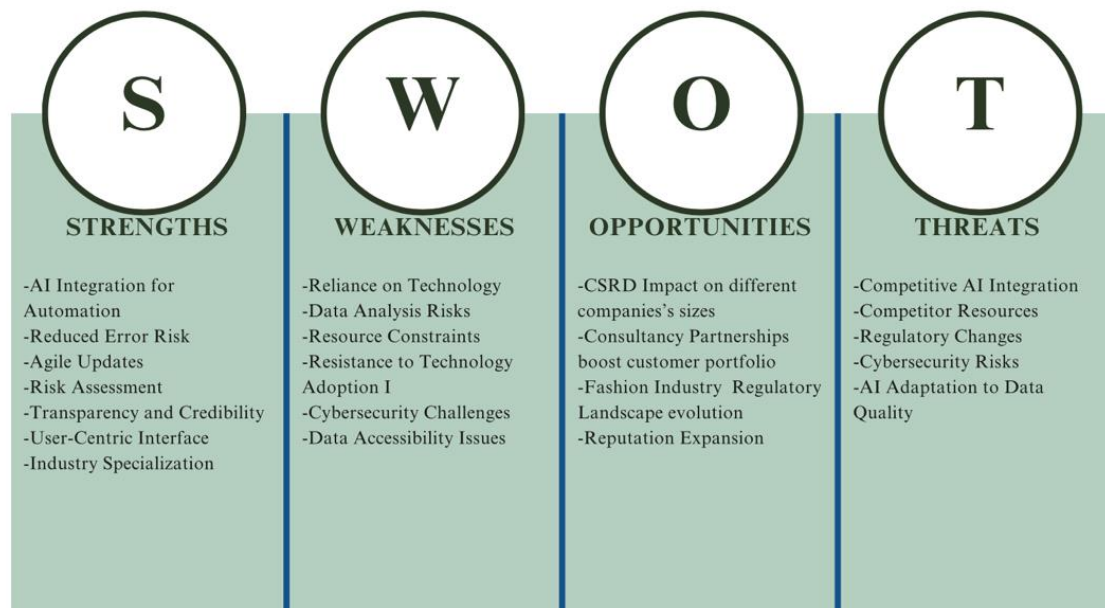 S
STRENGTHS
-AI Integration for
Automation
-Reduced Error Risk
-Agile Updates
-Risk Assessment
-Transparency and Credibility
-User-Centric Interface
-Industry Specialization
W
WEAKNESSES
-Reliance on Technology
-Data Analysis Risks
-Resource Constraints
-Resistance to Technology
Adoption I
-Cybersecurity Challenges
-Data Accessibility Issues
O
OPPORTUNITIES
-CSRD Impact on different
companies's sizes
-Consultancy Partnerships
boost customer portfolio
-Fashion Industry Regulatory
Landscape evolution
-Reputation Expansion
T
THREATS
-Competitive AI Integration
-Competitor Resources
-Regulatory Changes
-Cybersecurity Risks
-AI Adaptation to Data
Quality